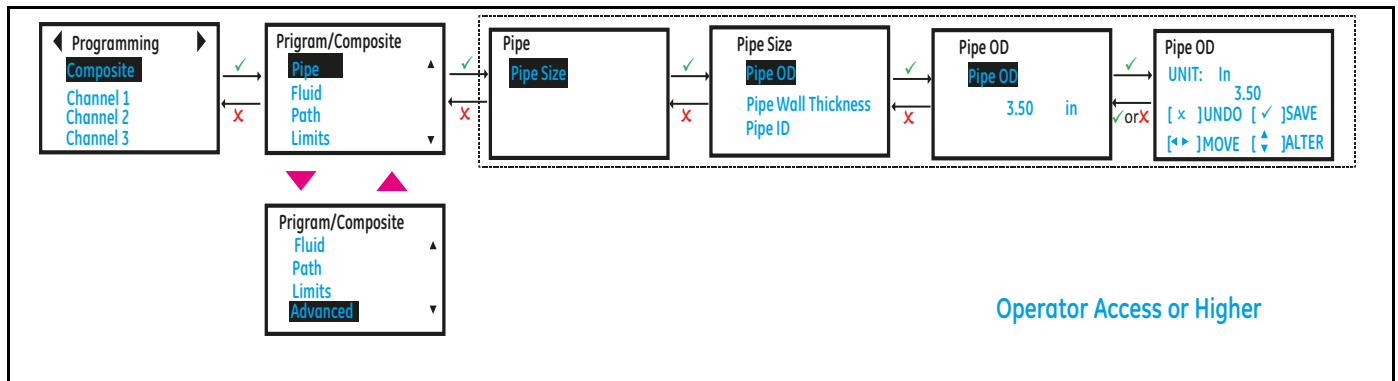 Programming
Composite
Channel 1
Channel 2
Channel 3
Prigram/Composite
Pipe
Fluid
Path
Limits
Pipe
Pipe Size
Pipe Size
Pipe OD
Pipe Wall Thickness
Pipe ID
Pipe OD
Pipe OD
3.50 in
Pipe OD
UNIT: In
3.50
[ x ]UNDO [ ✓ ]SAVE
[◄► ]MOVE [▲▼ ]ALTER
✓ ✓ ✓ ✓ ✓
X X X X ✓orX
Prigram/Composite
Fluid
Path
Limits
Advanced
Operator Access or Higher